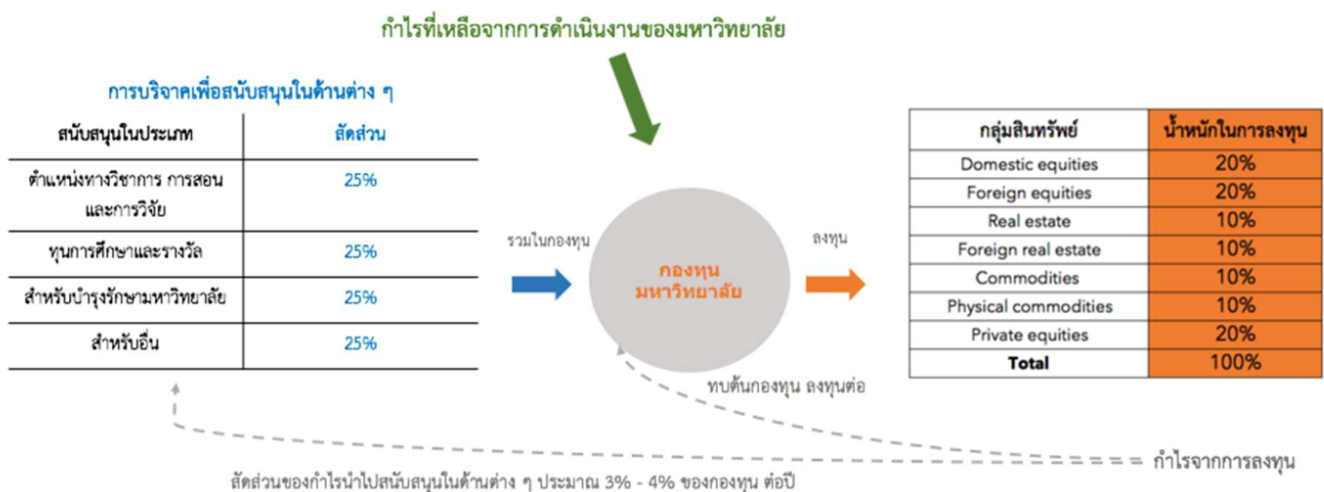 กำไรที่เหลือจากการดำเนินงานของมหาวิทยาลัย
การบริจาคเพื่อสนับสนุนในด้านต่าง ๆ
สนับสนุนในประเภท สัดส่วน
ตำแหน่งทางวิชาการ การสอน
และการวิจัย 25%
ทุนการศึกษาและรางวัล 25%
สำหรับบำรุงรักษามหาวิทยาลัย 25%
สำหรับอื่น 25%
รวมในกองทุน
กองทุน
มหาวิทยาลัย
ลงทุน
กลุ่มสินทรัพย์ น้ำหนักในการลงทุน
Domestic equities 20%
Foreign equities 20%
Real estate 10%
Foreign real estate 10%
Commodities 10%
Physical commodities 10%
Private equities 20%
Total 100%
ทบต้นกองทุน ลงทุนต่อ
กำไรจากการลงทุน
สัดส่วนของกำไรนำไปสนับสนุนในด้านต่าง ๆ ประมาณ 3% - 4% ของกองทุน ต่อปี